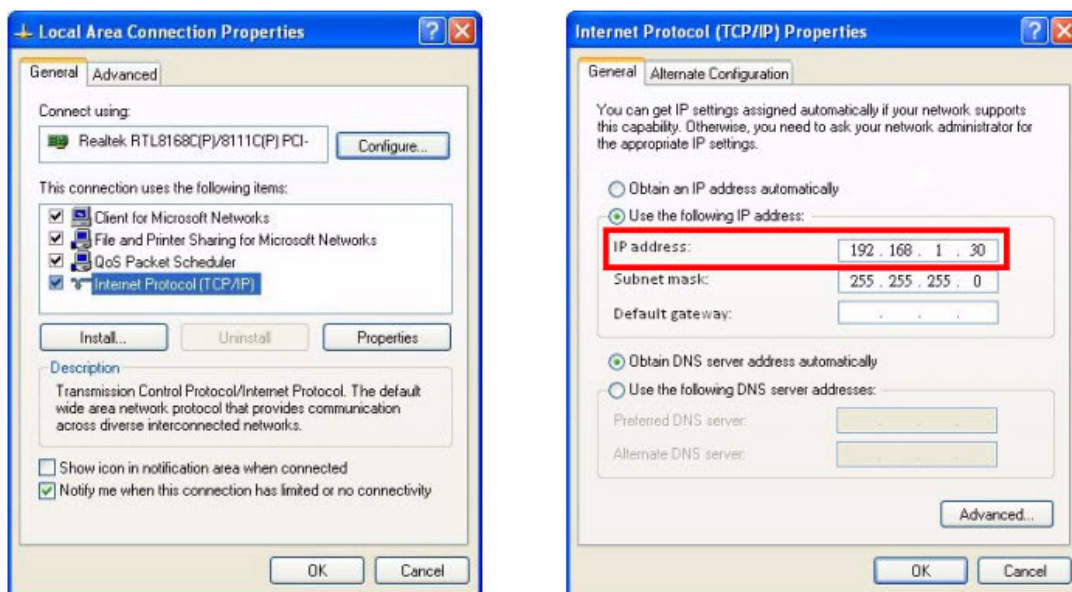 Local Area Connection Properties
General
Advanced
Connect using:
Realtek RTL8168C(P)/8111C(P) PCI-
Configure...
This connection uses the following items:
Client for Microsoft Networks
File and Printer Sharing for Microsoft Networks
QoS Packet Scheduler
Internet Protocol (TCP/IP)
Install...
Uninstall
Properties
Description
Transmission Control Protocol/Internet Protocol. The default
wide area network protocol that provides communication
across diverse interconnected networks.
Show icon in notification area when connected
Notify me when this connection has limited or no connectivity
OK
Cancel
Internet Protocol (TCP/IP) Properties
General
Alternate Configuration
You can get IP settings assigned automatically if your network supports
this capability. Otherwise, you need to ask your network administrator for
the appropriate IP settings.
Obtain an IP address automatically
Use the following IP address:
IP address:
192 . 168 . 1 . 30
Subnet mask:
255 . 255 . 255 . 0
Default gateway:
. . .
Obtain DNS server address automatically
Use the following DNS server addresses:
Preferred DNS server:
. . .
Alternate DNS server:
. . .
Advanced...
OK
Cancel